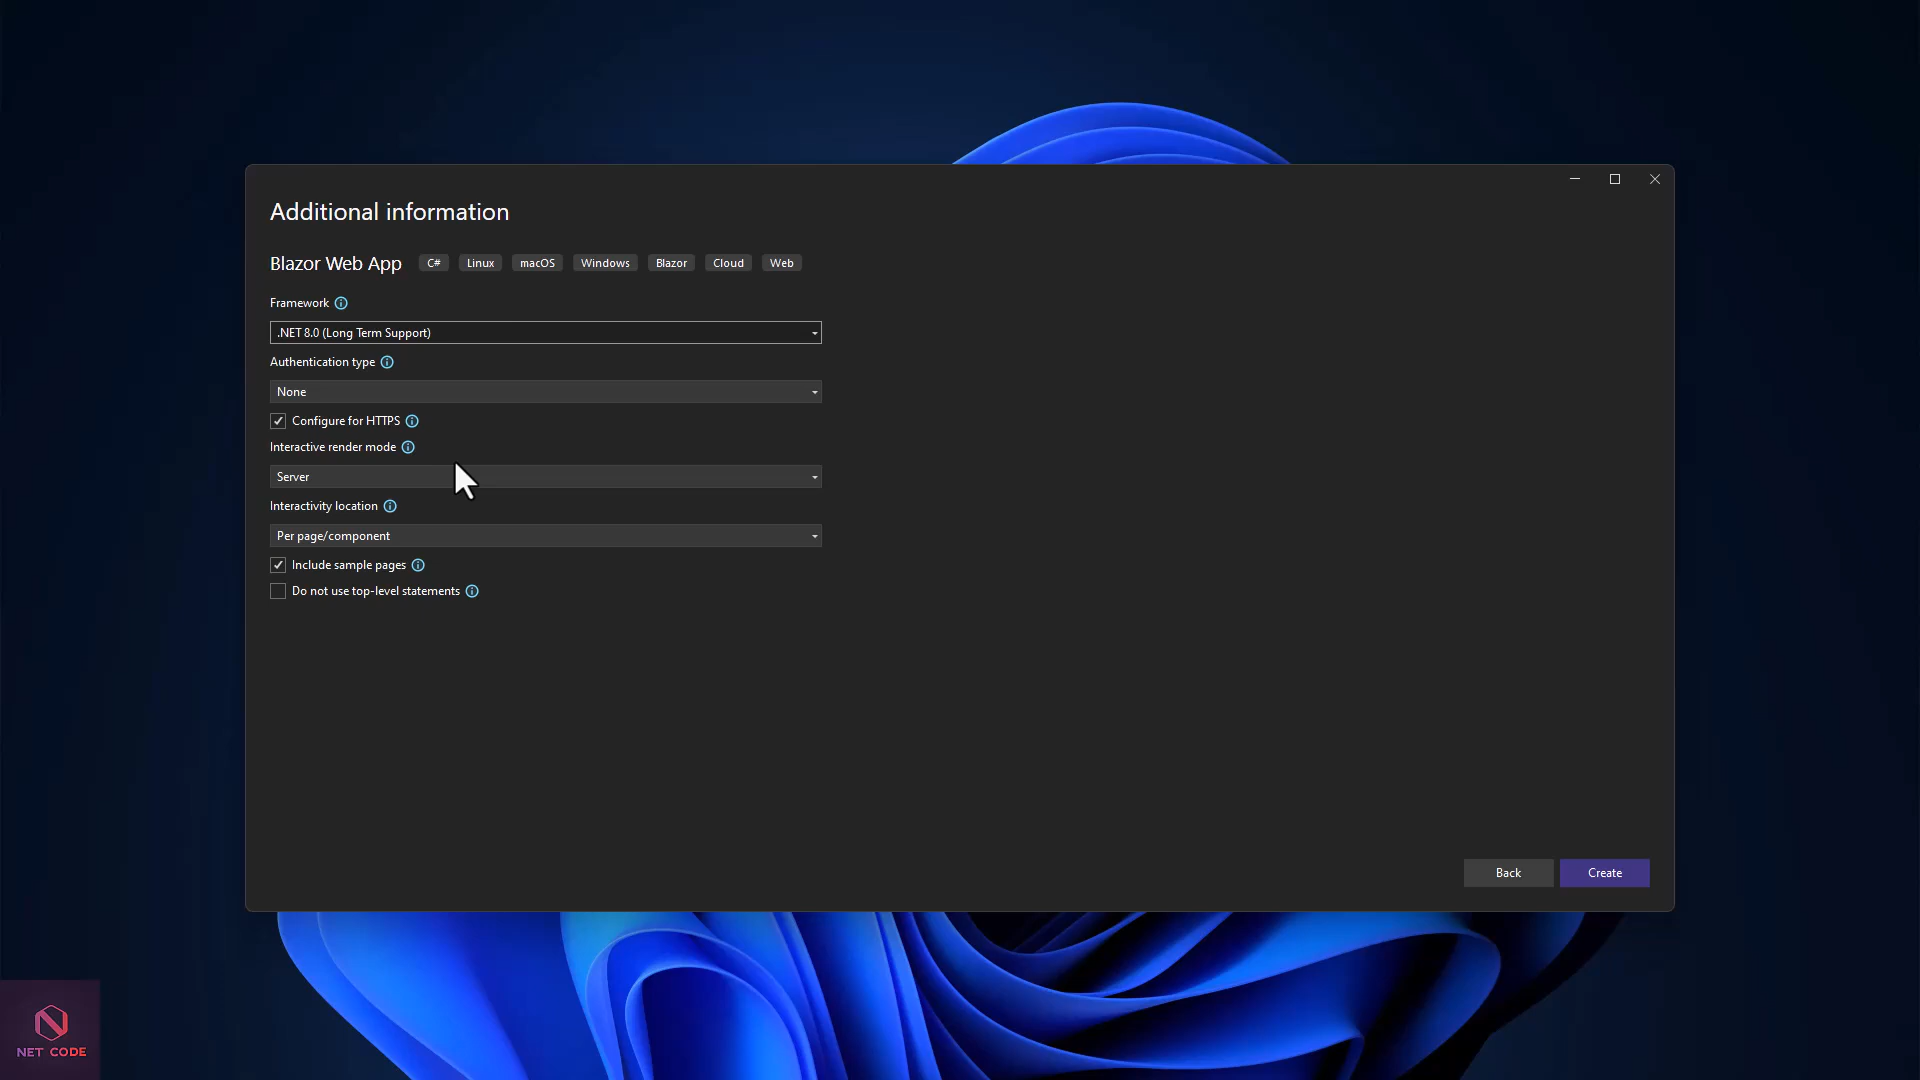 Additional information
Blazor Web App C# Linux macOS Windows Blazor Cloud Web
Framework
.NET 8.0 (Long Term Support)
Authentication type
None
Configure for HTTPS
Interactive render mode
Server
Interactivity location
Per page/component
Include sample pages
Do not use top-level statements
Back Create
NET CODE